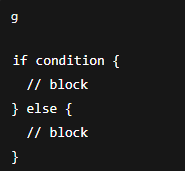 g

if condition {
  // block
} else {
  // block
}